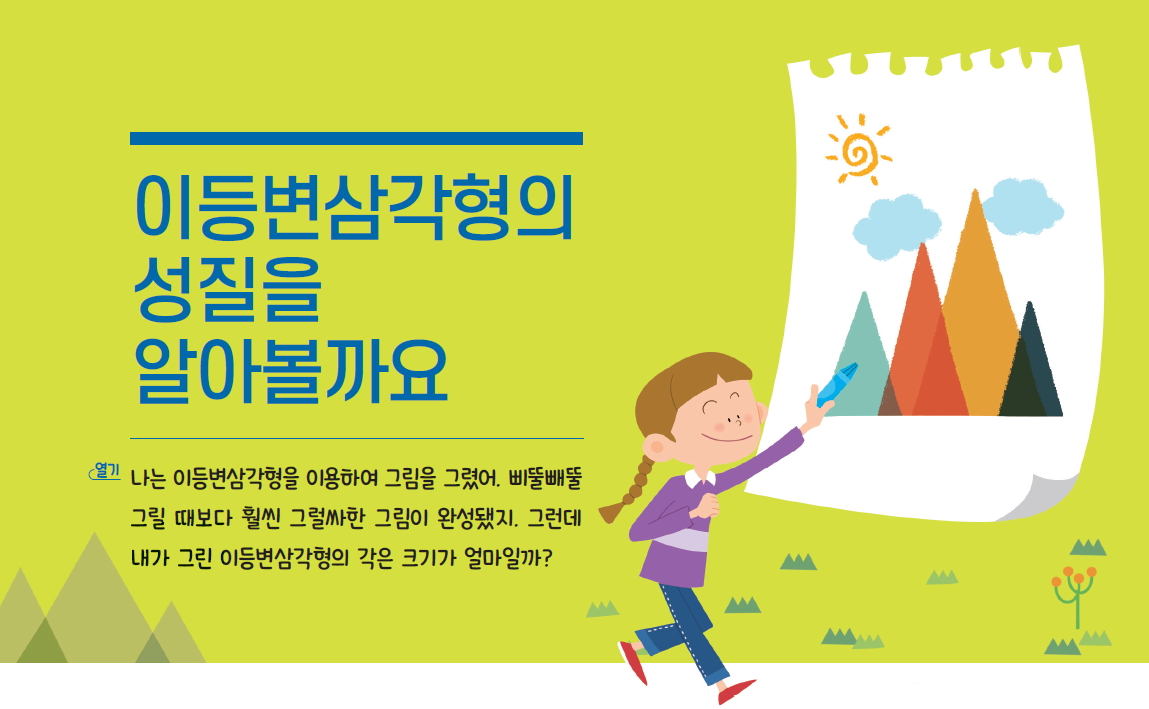 이등변삼각형의
성질을
알아볼까요
열기
나는 이등변삼각형을 이용하여 그림을 그렸어. 삐뚤빼뚤
그릴 때보다 훨씬 그럴싸한 그림이 완성됐지. 그런데
내가 그린 이등변삼각형의 각은 크기가 얼마일까?